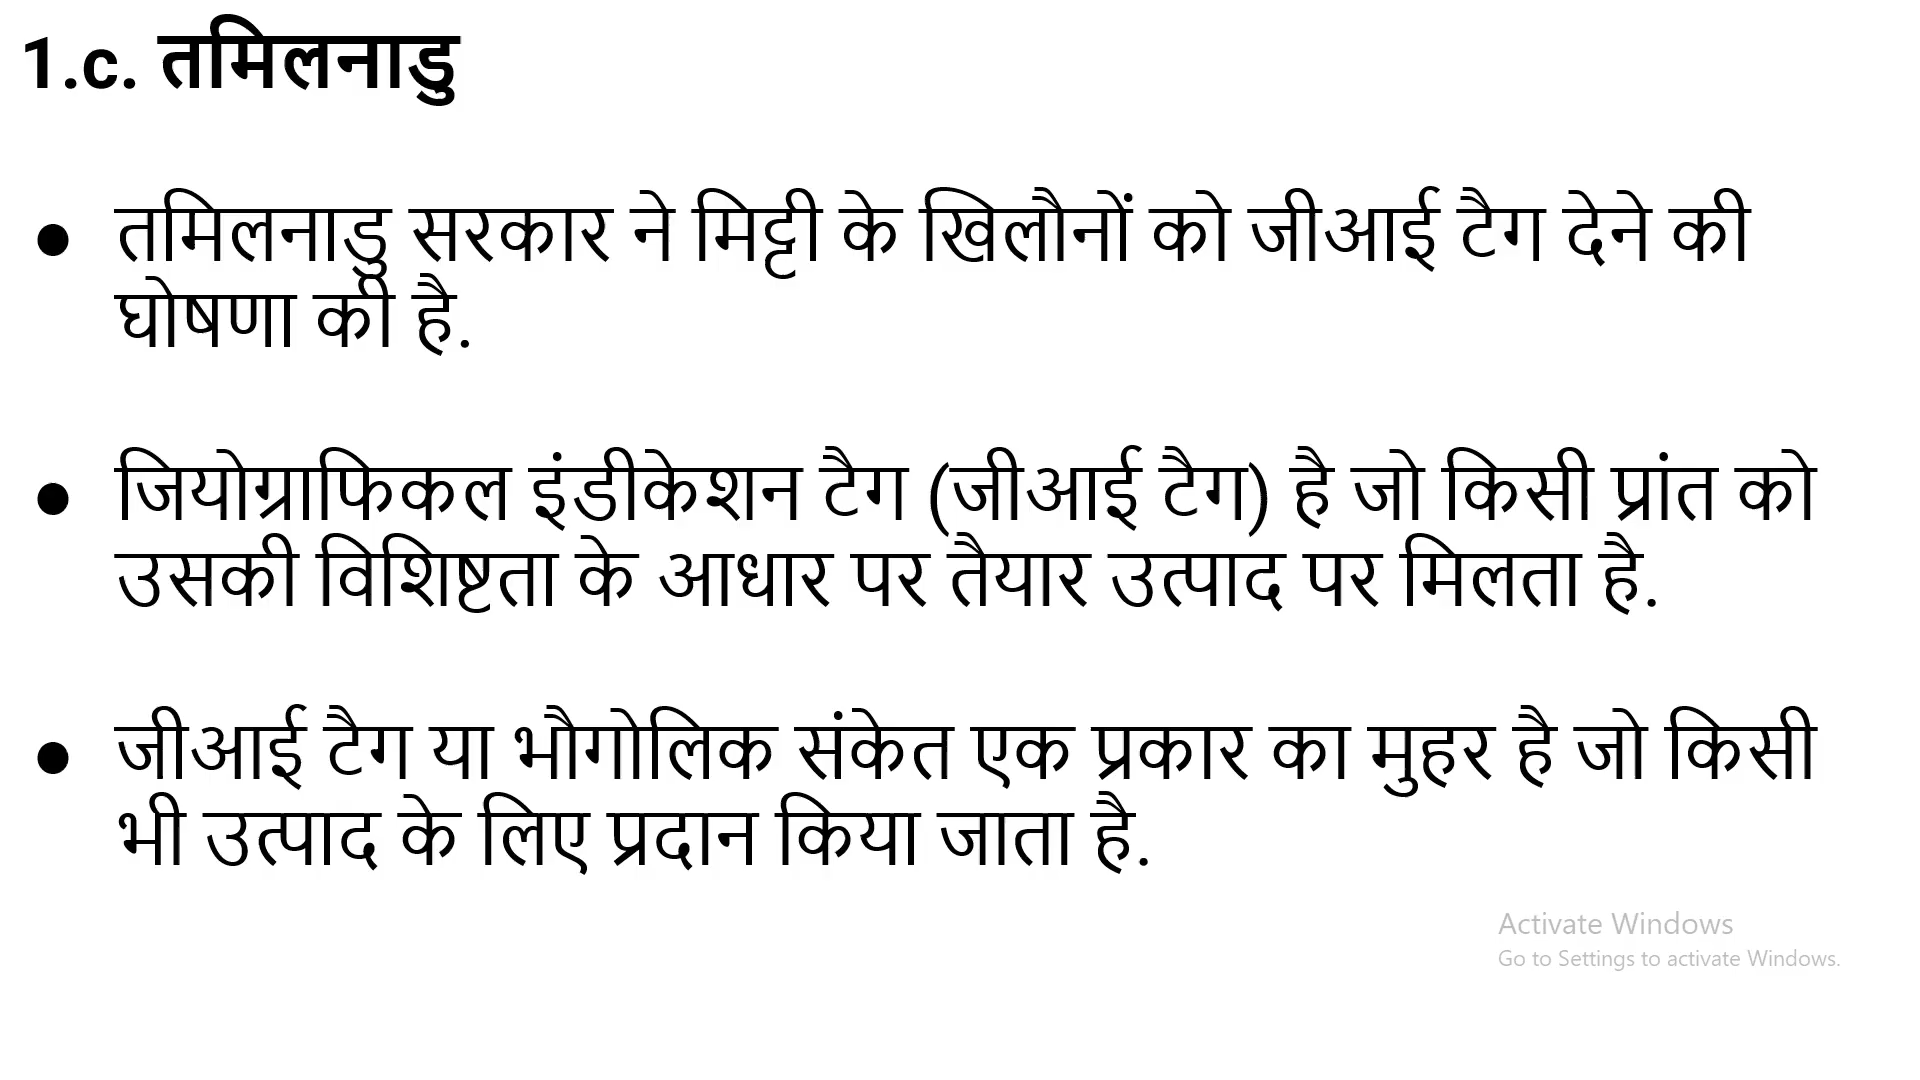 1.c. तमिलनाडु
● तमिलनाडु सरकार ने मिट्टी के खिलौनों को जीआई टैग देने की
घोषणा की है.
● जियोग्राफिकल इंडीकेशन टैग (जीआई टैग) है जो किसी प्रांत को
उसकी विशिष्टता के आधार पर तैयार उत्पाद पर मिलता है.
● जीआई टैग या भौगोलिक संकेत एक प्रकार का मुहर है जो किसी
भी उत्पाद के लिए प्रदान किया जाता है.
Activate Windows
Go to Settings to activate Windows.